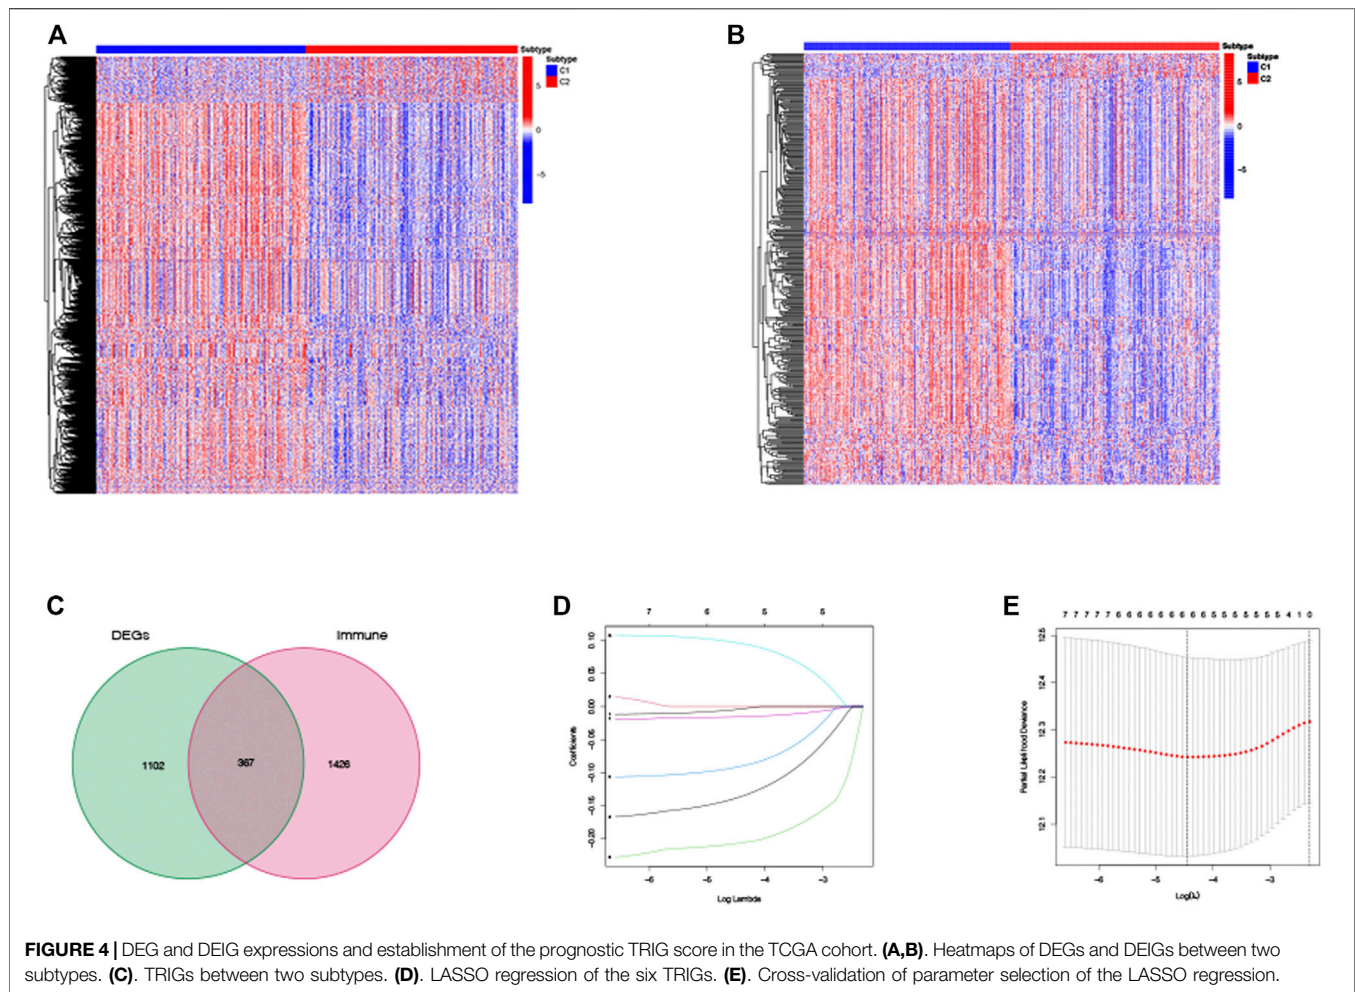 A
B
Subtype
Subtype
C1
C2
5
0
-5
Subtype
Subtype
C1
C2
5
0
-5
C
DEGs
Immune
1102
367
1426
D
7 6 5 5
0.10
0.05
0.00
-0.05
-0.10
-0.15
-0.20
Coefficients
-6 -5 -4 -3
Log Lambda
E
7 7 7 7 7 6 6 6 6 6 6 6 6 6 5 5 5 5 5 5 4 1 0
12.5
12.4
12.3
12.2
12.1
Partial Likelihood Deviance
-6 -5 -4 -3
Log(λ)
FIGURE 4 | DEG and DEIG expressions and establishment of the prognostic TRIG score in the TCGA cohort. (A,B). Heatmaps of DEGs and DEIGs between two
subtypes. (C). TRIGs between two subtypes. (D). LASSO regression of the six TRIGs. (E). Cross-validation of parameter selection of the LASSO regression.